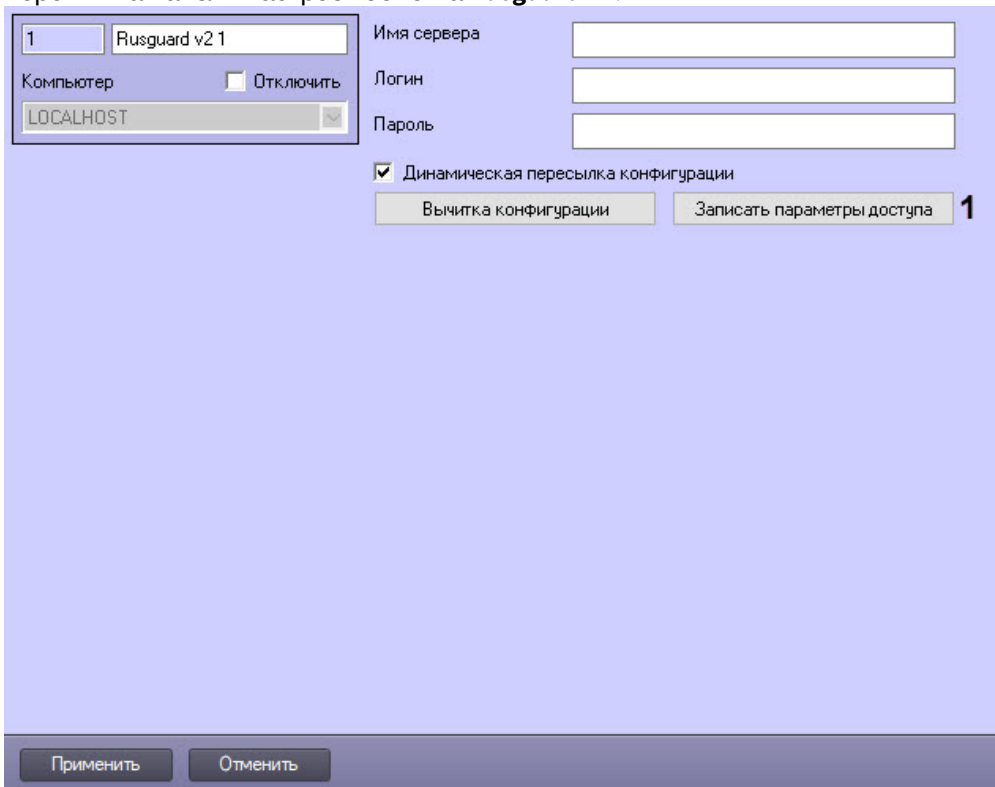 1
Rusguard v2 1
Компьютер
Отключить
LOCALHOST
Имя сервера
Логин
Пароль
Динамическая пересылка конфигурации
Вычитка конфигурации
Записать параметры доступа
1
Применить
Отменить